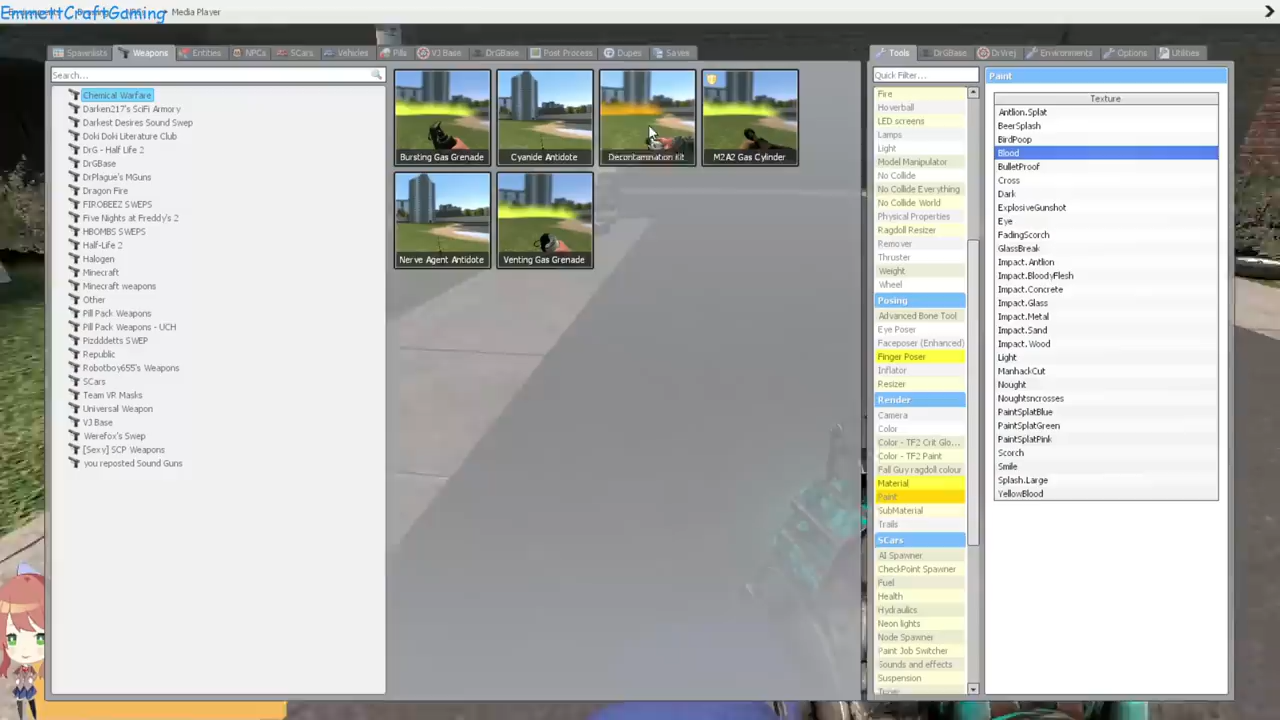 EmmettCraftGaming
Media Player
Spawnlists Weapons Entities NPCs SCars Vehicles Pills VJ Base DrGBase Post Process Dupes Saves
Search...
Chemical Warfare
Darken217's SciFi Armory
Darkest Desires Sound Swep
Doki Doki Literature Club
DrG - Half Life 2
DrGBase
DrPlague's MGuns
Dragon Fire
FIROBEEZ SWEPS
Five Nights at Freddy's 2
HBOMBS SWEPS
Half-Life 2
Halogen
Minecraft
Minecraft weapons
Other
Pill Pack Weapons
Pill Pack Weapons - UCH
Pizdddetts SWEP
Republic
Robotboy655's Weapons
SCars
Team VR Masks
Universal Weapon
VJ Base
Werefox's Swep
[Sexy] SCP Weapons
you reposted Sound Guns
Bursting Gas Grenade
Cyanide Antidote
Decontamination Kit
M2A2 Gas Cylinder
Nerve Agent Antidote
Venting Gas Grenade
Tools DrGBase DrWrej Environments Options Utilities
Quick Filter...
Fire
Hoverball
LED screens
Lamps
Light
Model Manipulator
No Collide
No Collide Everything
No Collide World
Physical Properties
Ragdoll Resizer
Remover
Thruster
Weight
Wheel
Posing
Advanced Bone Tool
Eye Poser
Faceposer (Enhanced)
Finger Poser
Inflator
Resizer
Render
Camera
Color
Color - TF2 Crit Glo...
Color - TF2 Paint
Fall Guy ragdoll colour
Material
Paint
SubMaterial
Trails
SCars
AI Spawner
CheckPoint Spawner
Fuel
Health
Hydraulics
Neon lights
Node Spawner
Paint Job Switcher
Sounds and effects
Suspension
Paint
Texture
Antlion.Splat
BeerSplash
BirdPoop
Blood
BulletProof
Cross
Dark
ExplosiveGunshot
Eye
FadingScorch
GlassBreak
Impact.Antlion
Impact.BloodyFlesh
Impact.Concrete
Impact.Glass
Impact.Metal
Impact.Sand
Impact.Wood
Light
ManhackCut
Nought
Noughtsncrosses
PaintSplatBlue
PaintSplatGreen
PaintSplatPink
Scorch
Smile
Splash.Large
YellowBlood